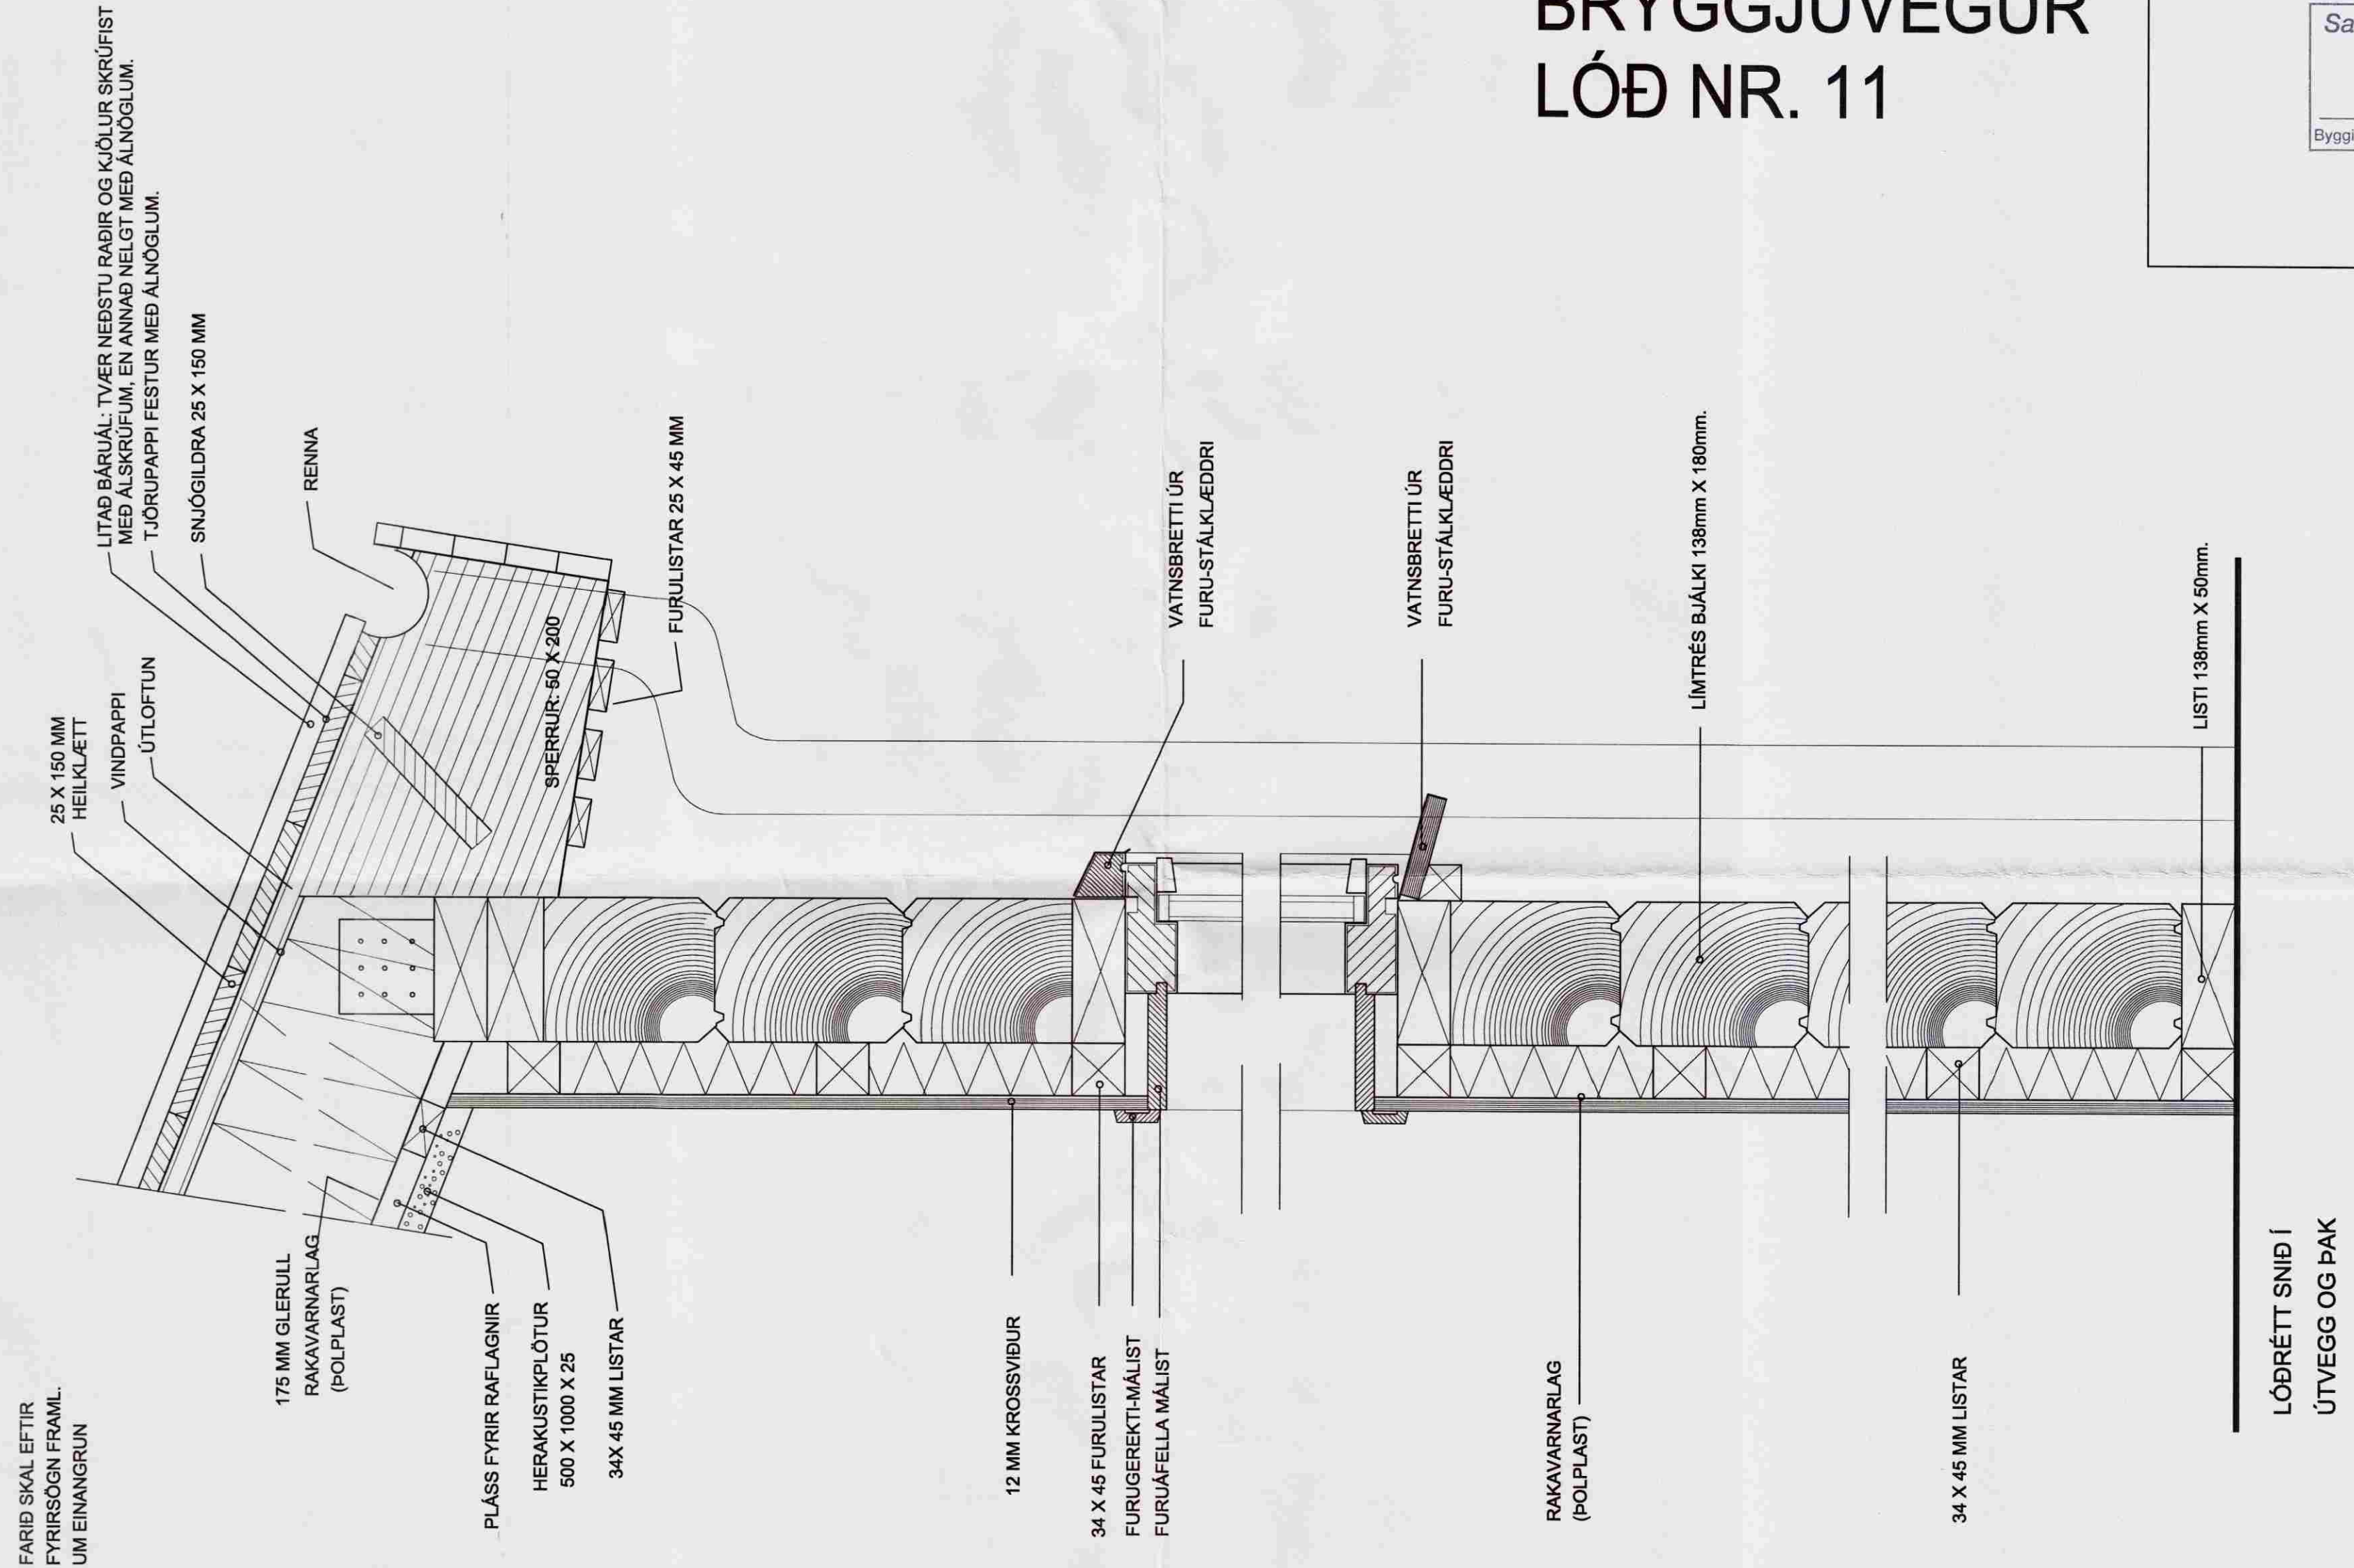 BRYGGJUVEGUR
LÓÐ NR. 11
Sa
Byggi
LITAÐ BÁRUÁL: TVÆR NEÐSTU RAÐIR OG KJÖLUR SKRÚFIST
MEÐ ÁLSKRÚFUM, EN ANNAÐ NELGT MEÐ ÁLNÖGLUM.
TJÖRUPAPPI FESTUR MEÐ ÁLNÖGLUM.
SNJÓGILDRA 25 X 150 MM
RENNA
25 X 150 MM
HEILKLÆTT
VINDPAPPI
ÚTLOFTUN
SPERRUR: 50 X 200
FURULISTAR 25 X 45 MM
VATNSBRETTI ÚR
FURU-STÁLKLÆDDRI
VATNSBRETTI ÚR
FURU-STÁLKLÆDDRI
LÍMTRÉS BJÁLKI 138mm X 180mm.
LISTI 138mm X 50mm.
FARIÐ SKAL EFTIR
FYRIRSÖGN FRAML.
UM EINANGRUN
175 MM GLERULL
RAKAVARNARLAG
(ÞOLPLAST)
PLÁSS FYRIR RAFLAGNIR
HERAKUSTIKPLÖTUR
500 X 1000 X 25
34X 45 MM LISTAR
12 MM KROSSVIÐUR
34 X 45 FURULISTAR
FURUGEREKTI-MÁLIST
FURUÁFELLA MÁLIST
RAKAVARNARLAG
(ÞOLPLAST)
34 X 45 MM LISTAR
LÓÐRÉTT SNIÐ Í
ÚTVEGG OG ÞAK